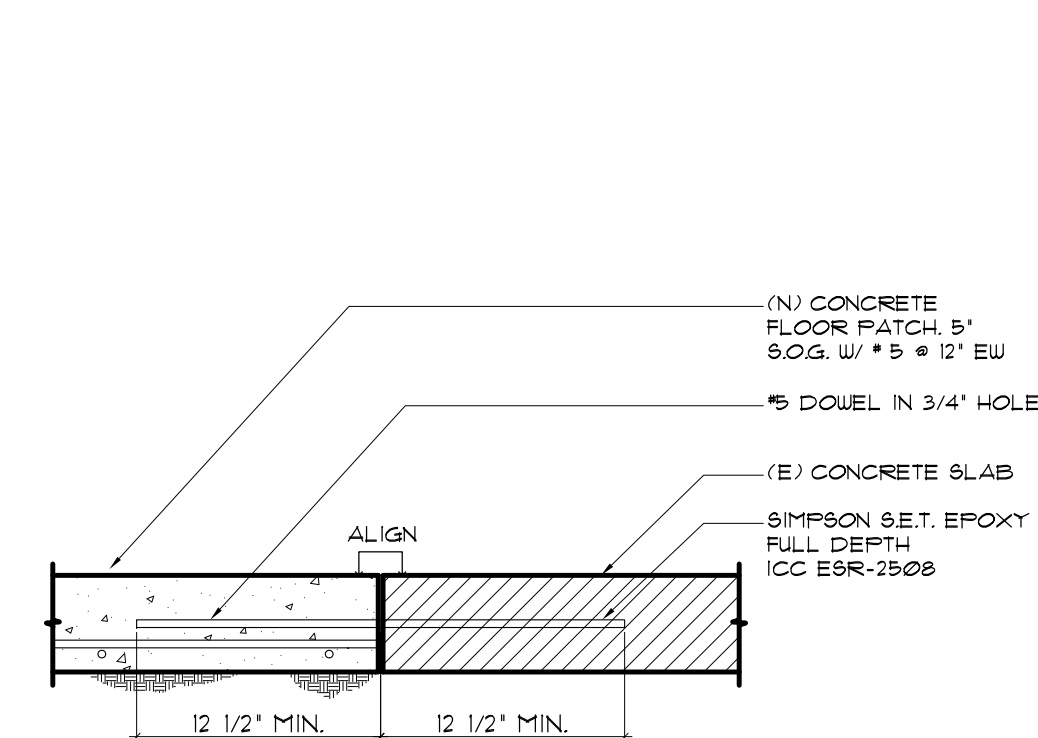 (N) CONCRETE
FLOOR PATCH. 5"
S.O.G. W/ # 5 @ 12" EW
#5 DOWEL IN 3/4" HOLE
(E) CONCRETE SLAB
SIMPSON S.E.T. EPOXY
FULL DEPTH
ICC ESR-2508
ALIGN
12 1/2" MIN.
12 1/2" MIN.